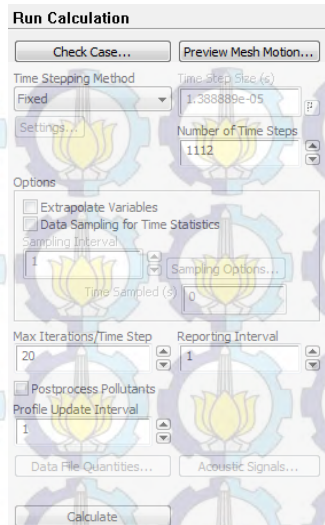 Run Calculation
Check Case... Preview Mesh Motion...
Time Stepping Method Time Step Size (s)
Fixed 1.388889e-05 P
Settings... Number of Time Steps
1112
Options
Extrapolate Variables
Data Sampling for Time Statistics
Sampling Interval
1 Sampling Options...
Time Sampled (s) 0
Max Iterations/Time Step Reporting Interval
20 1
Postprocess Pollutants
Profile Update Interval
1
Data File Quantities... Acoustic Signals...
Calculate